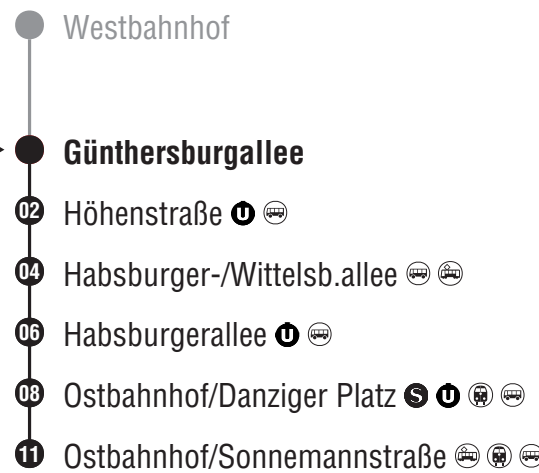 Westbahnhof
Günthersburgallee
02 Höhenstraße U
04 Habsburger-/Wittelsb.allee
06 Habsburgerallee U
08 Ostbahnhof/Danziger Platz S U
11 Ostbahnhof/Sonnemannstraße